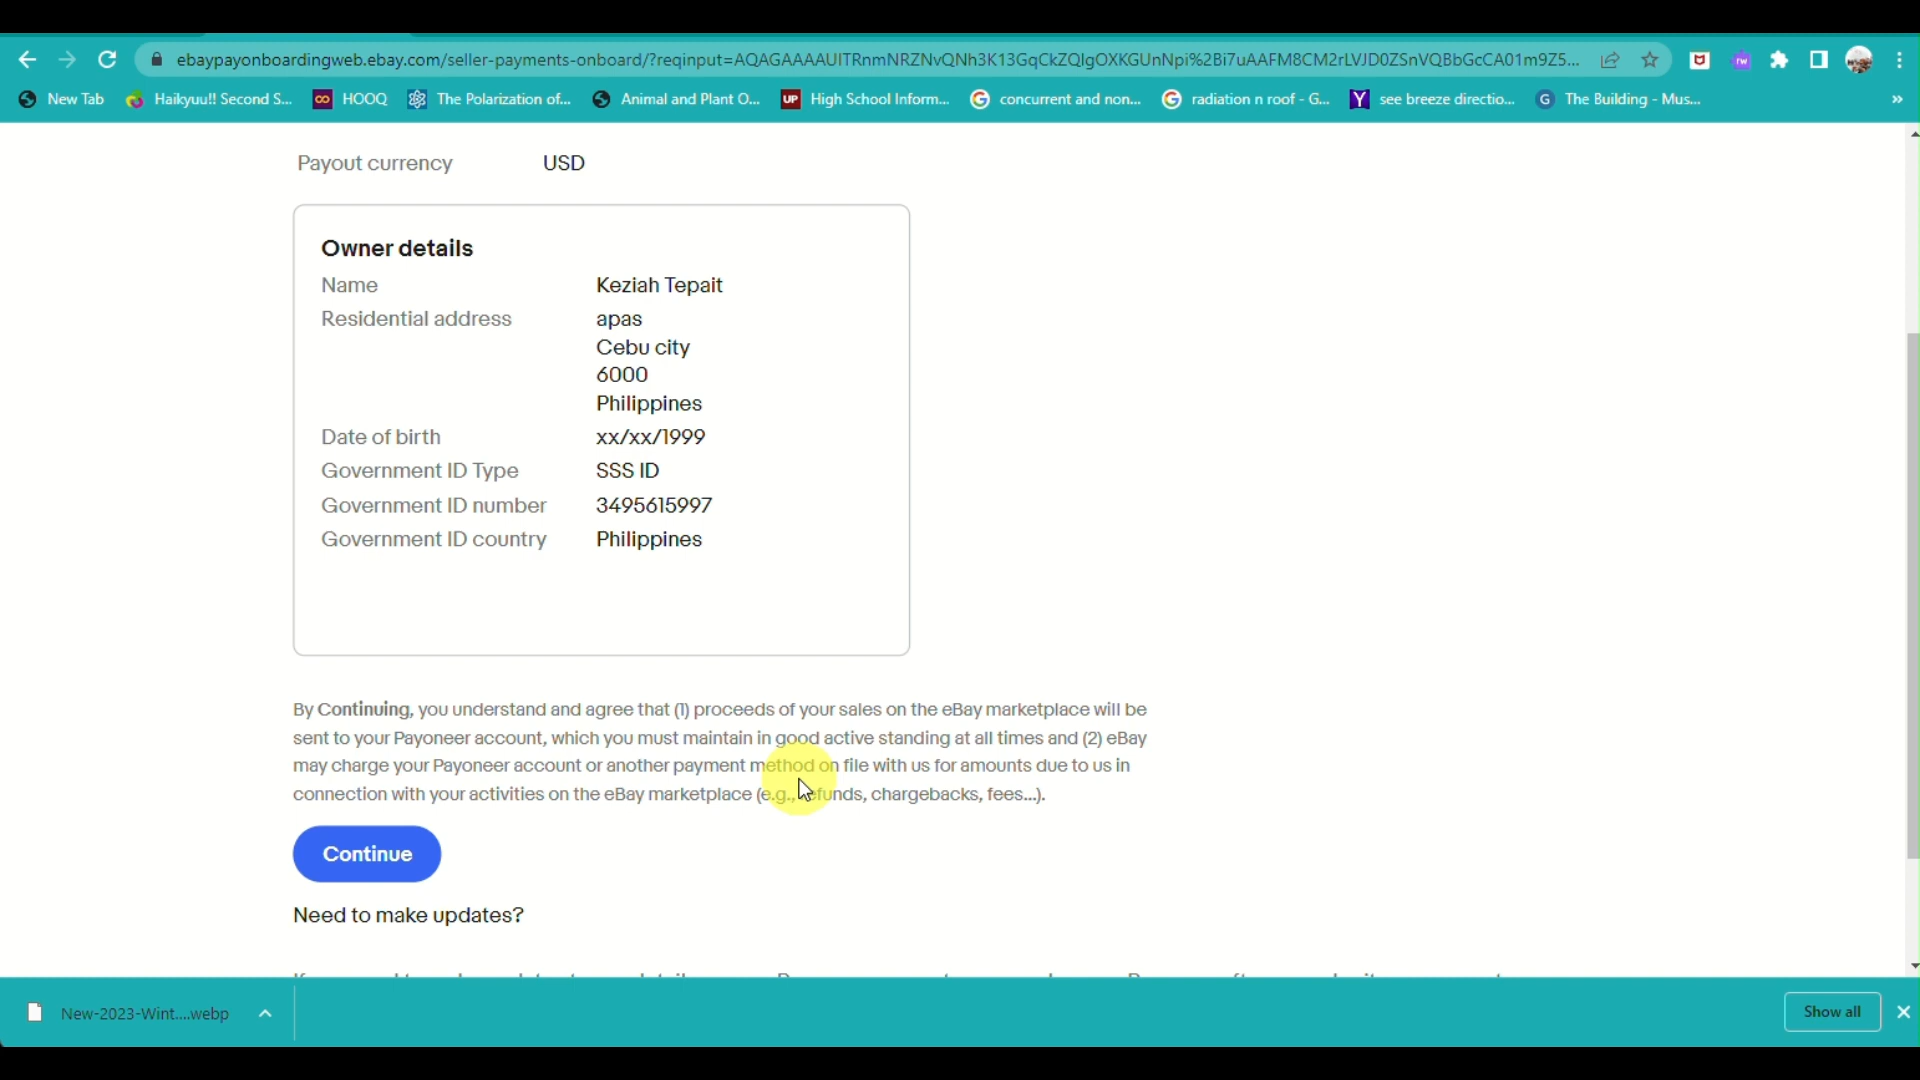 ebaypayonboardingweb.ebay.com/seller-payments-onboard/?reqinput=AQAGAAAAUITRnmNRZNvQNh3K13GqCkZQIgOXKGUnNpi%2Bi7uAAFM8CM2rLVJD0ZSnVQBbGcCA01m9Z5...
New Tab Haikyuu!! Second S... HOOQ The Polarization of... Animal and Plant O... UP High School Inform... concurrent and non... radiation n roof - G... see breeze directio... The Building - Mus... »
Payout currency USD
Owner details
Name Keziah Tepait
Residential address apas
Cebu city
6000
Philippines
Date of birth xx/xx/1999
Government ID Type SSS ID
Government ID number 3495615997
Government ID country Philippines
By Continuing, you understand and agree that (1) proceeds of your sales on the eBay marketplace will be
sent to your Payoneer account, which you must maintain in good active standing at all times and (2) eBay
may charge your Payoneer account or another payment method on file with us for amounts due to us in
connection with your activities on the eBay marketplace (e.g., refunds, chargebacks, fees...).
Continue
Need to make updates?
New-2023-Wint....webp Show all